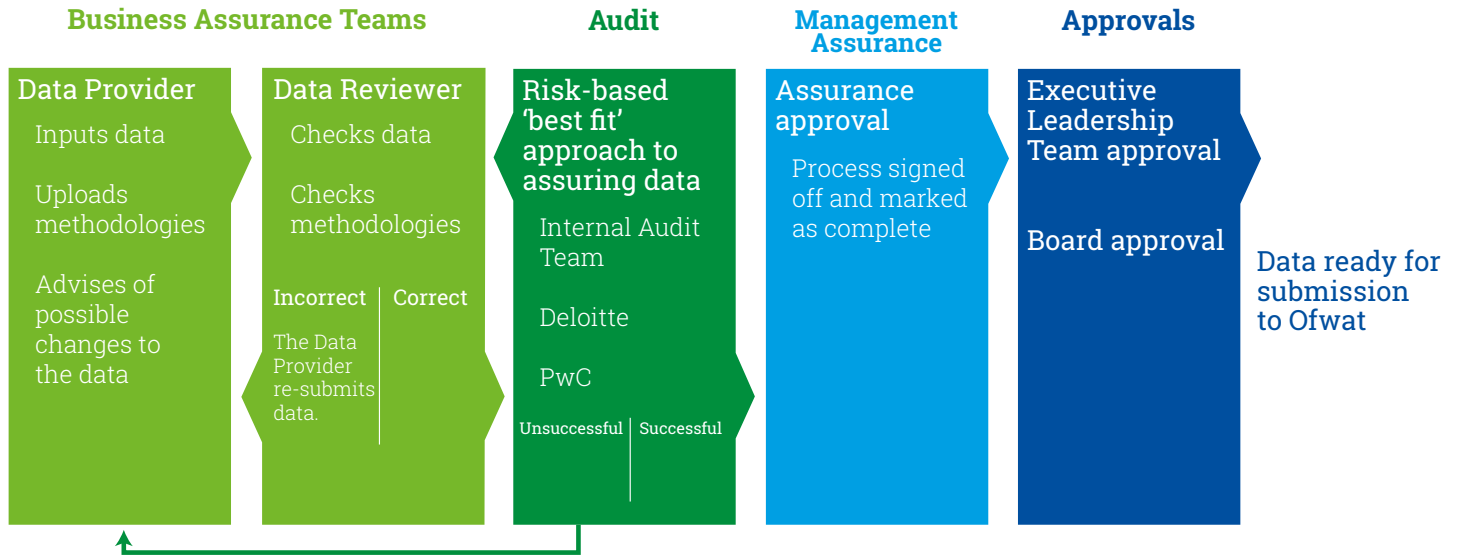 Business Assurance Teams
Audit
Management
Assurance
Approvals
Data Provider
Inputs data
Uploads
methodologies
Advises of
possible
changes to
the data
Data Reviewer
Checks data
Checks
methodologies
Incorrect
Correct
The Data
Provider
re-submits
data.
Risk-based
‘best fit’
approach to
assuring data
Internal Audit
Team
Deloitte
PwC
Unsuccessful
Successful
Assurance
approval
Process signed
off and marked
as complete
Executive
Leadership
Team approval
Board approval
Data ready for
submission
to Ofwat